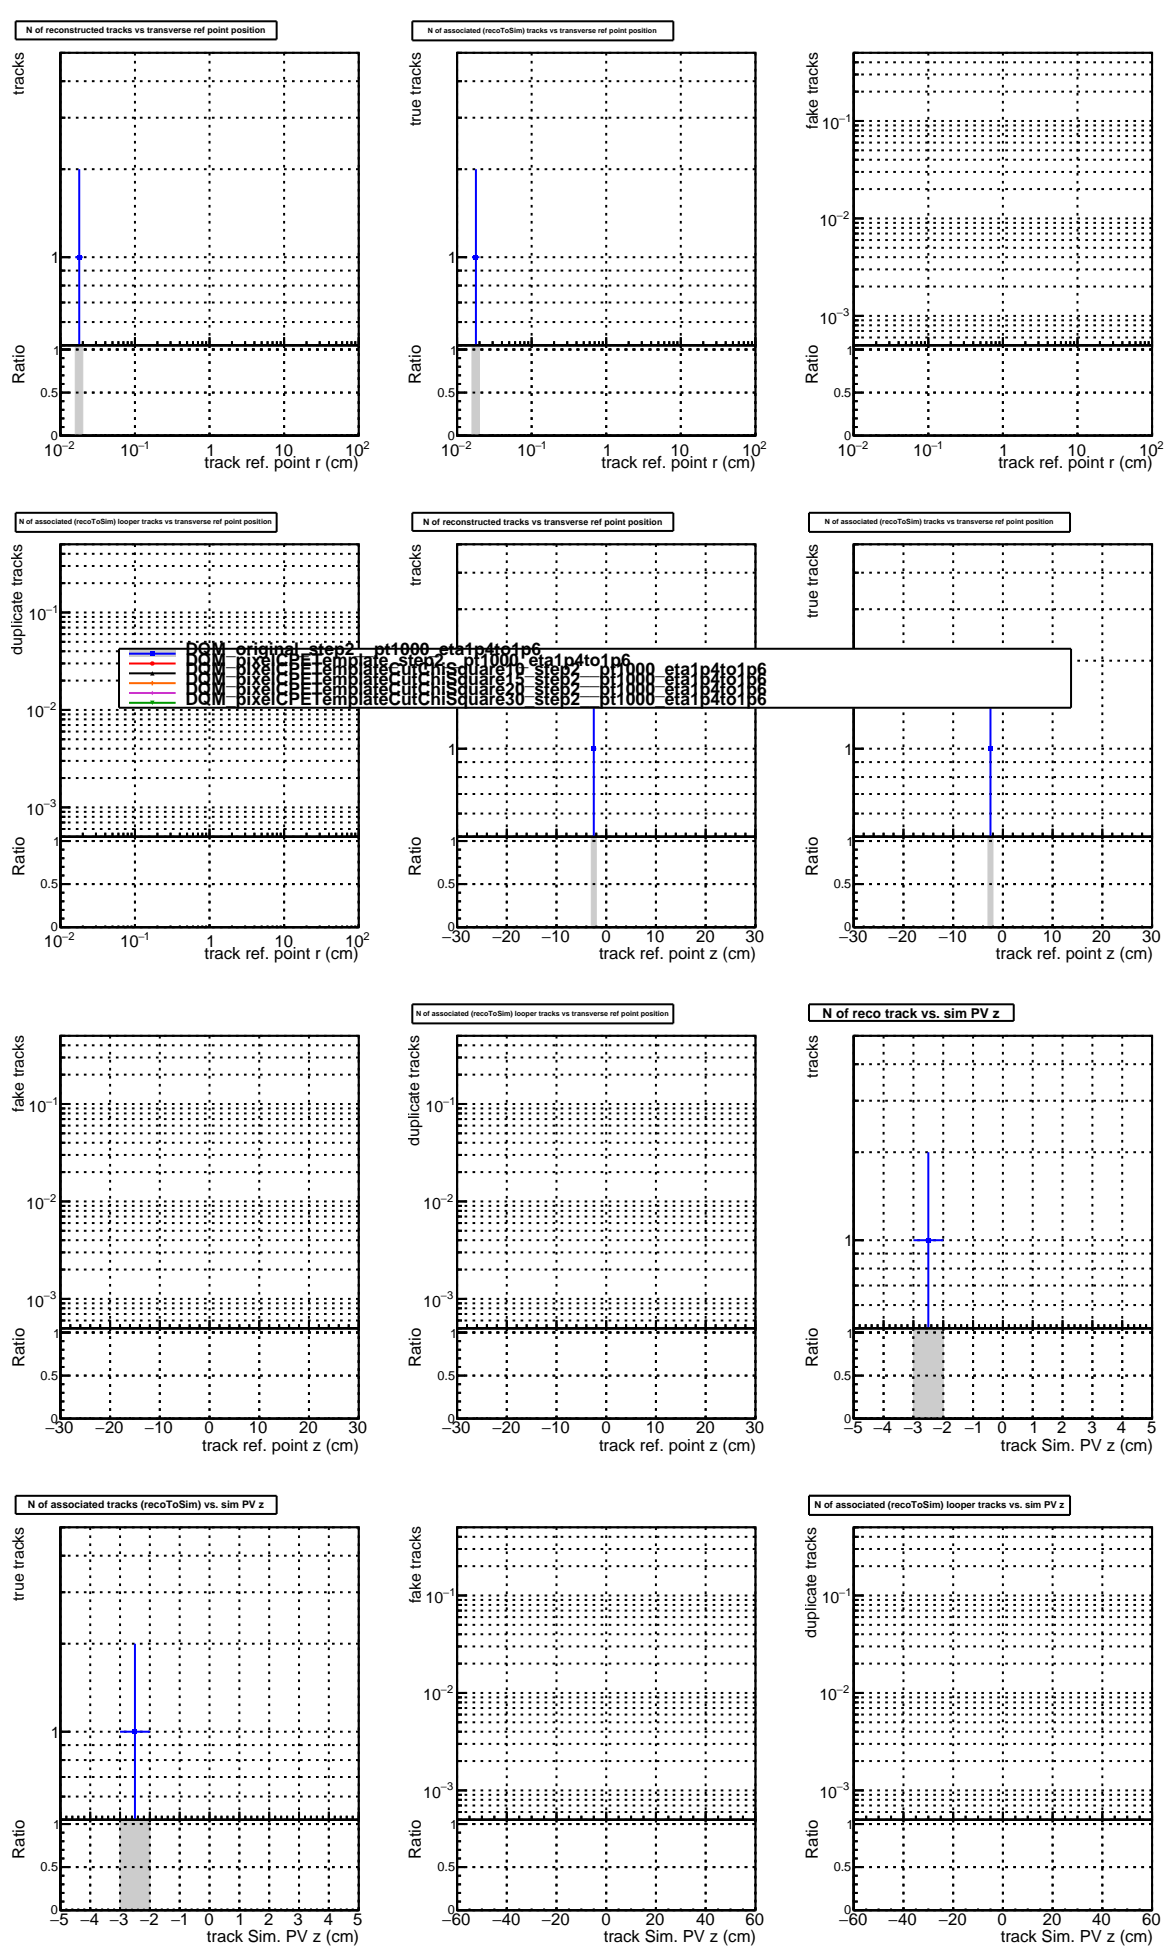 N of reconstructed tracks vs transverse ref point position
tracks
1
Ratio
1
0.5
0
10−2 10−1 1 10 102
track ref. point r (cm)
N of associated (recoToSim) tracks vs transverse ref point position
true tracks
1
Ratio
1
0.5
0
10−2 10−1 1 10 102
track ref. point r (cm)
fake tracks
10−1
10−2
10−3
Ratio
1
0.5
0
10−2 10−1 1 10 102
track ref. point r (cm)
N of associated (recoToSim) looper tracks vs transverse ref point position
duplicate tracks
10−1
10−2
10−3
Ratio
1
0.5
0
10−2 10−1 1 10 102
track ref. point r (cm)
N of reconstructed tracks vs transverse ref point position
tracks
1
Ratio
1
0.5
0
−30 −20 −10 0 10 20 30
track ref. point z (cm)
N of associated (recoToSim) tracks vs transverse ref point position
true tracks
1
Ratio
1
0.5
0
−30 −20 −10 0 10 20 30
track ref. point z (cm)
DQM_original_step2__pt1000_eta1p4to1p6
DQM_pixelCPETemplate_step2__pt1000_eta1p4to1p6
DQM_pixelCPETemplateCutChiSquare10_step2__pt1000_eta1p4to1p6
DQM_pixelCPETemplateCutChiSquare15_step2__pt1000_eta1p4to1p6
DQM_pixelCPETemplateCutChiSquare20_step2__pt1000_eta1p4to1p6
DQM_pixelCPETemplateCutChiSquare30_step2__pt1000_eta1p4to1p6
fake tracks
10−1
10−2
10−3
Ratio
1
0.5
0
−30 −20 −10 0 10 20 30
track ref. point z (cm)
N of associated (recoToSim) looper tracks vs transverse ref point position
duplicate tracks
10−1
10−2
10−3
Ratio
1
0.5
0
−30 −20 −10 0 10 20 30
track ref. point z (cm)
N of reco track vs. sim PV z
tracks
1
Ratio
1
0.5
0
−5 −4 −3 −2 −1 0 1 2 3 4 5
track Sim. PV z (cm)
N of associated tracks (recoToSim) vs. sim PV z
true tracks
1
Ratio
1
0.5
0
−5 −4 −3 −2 −1 0 1 2 3 4 5
track Sim. PV z (cm)
fake tracks
10−1
10−2
10−3
Ratio
1
0.5
0
−60 −40 −20 0 20 40 60
track Sim. PV z (cm)
N of associated (recoToSim) looper tracks vs. sim PV z
duplicate tracks
10−1
10−2
10−3
Ratio
1
0.5
0
−60 −40 −20 0 20 40 60
track Sim. PV z (cm)